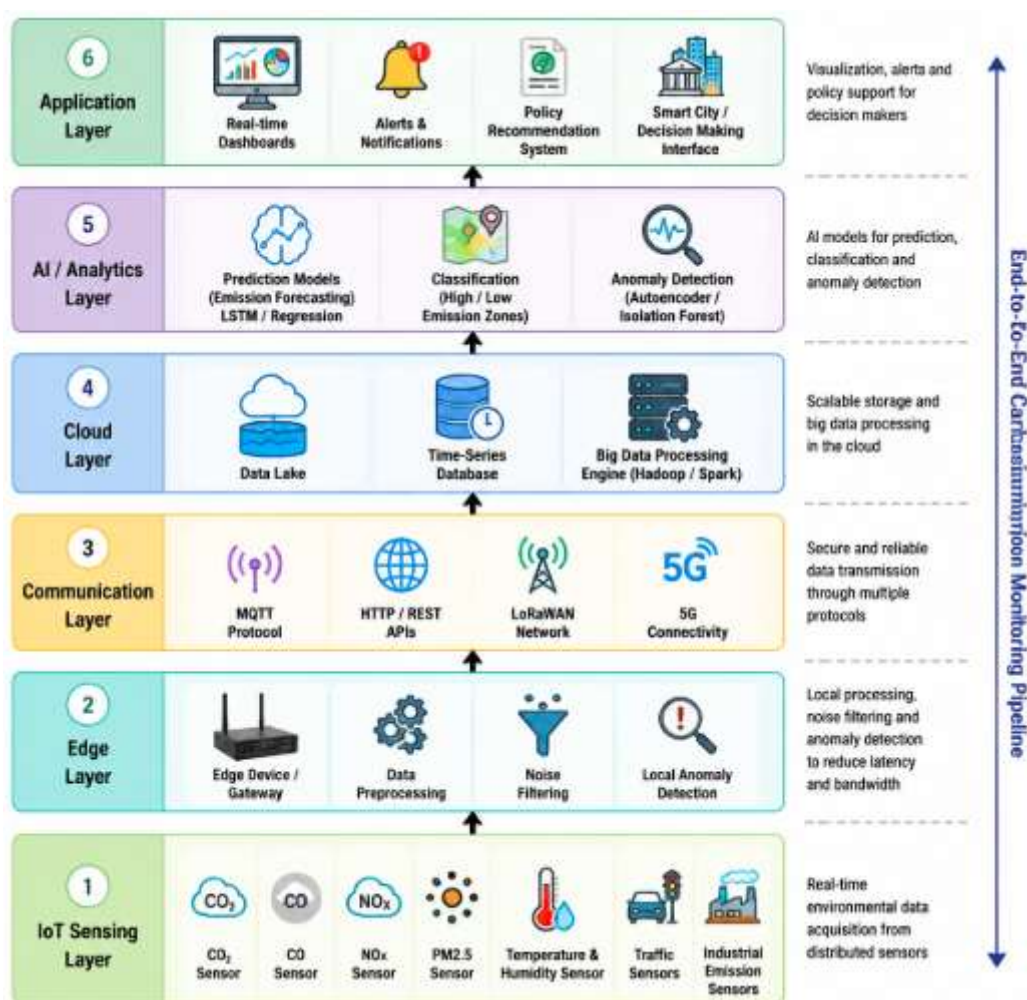 6
Application
Layer
Real-time
Dashboards
Alerts &
Notifications
Policy
Recommendation
System
Smart City /
Decision Making
Interface
Visualization, alerts and
policy support for
decision makers
5
AI / Analytics
Layer
Prediction Models
(Emission Forecasting)
LSTM / Regression
Classification
(High / Low
Emission Zones)
Anomaly Detection
(Autoencoder /
Isolation Forest)
AI models for prediction,
classification and
anomaly detection
4
Cloud
Layer
Data Lake
Time-Series
Database
Big Data Processing
Engine (Hadoop / Spark)
Scalable storage and
big data processing
in the cloud
3
Communication
Layer
MQTT
Protocol
HTTP / REST
APIs
LoRaWAN
Network
5G
5G
Connectivity
Secure and reliable
data transmission
through multiple
protocols
2
Edge
Layer
Edge Device /
Gateway
Data
Preprocessing
Noise
Filtering
Local Anomaly
Detection
Local processing,
noise filtering and
anomaly detection
to reduce latency
and bandwidth
1
IoT Sensing
Layer
CO₂
CO₂
Sensor
CO
CO
Sensor
NOx
NOx
Sensor
PM2.5
Sensor
Temperature &
Humidity Sensor
Traffic
Sensors
Industrial
Emission
Sensors
Real-time
environmental data
acquisition from
distributed sensors
Monitoring Pipeline